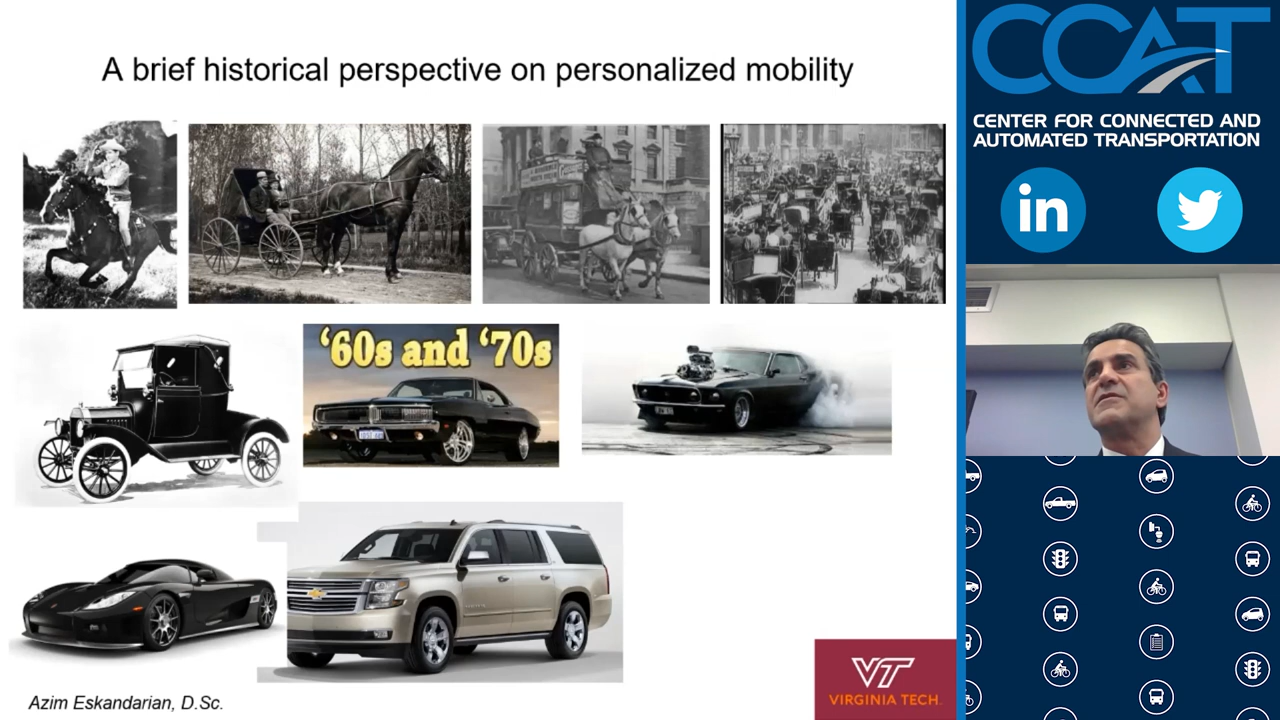 A brief historical perspective on personalized mobility
'60s and '70s
Azim Eskandarian, D.Sc.
VT
VIRGINIA TECH.
CCAT
CENTER FOR CONNECTED AND
AUTOMATED TRANSPORTATION
in